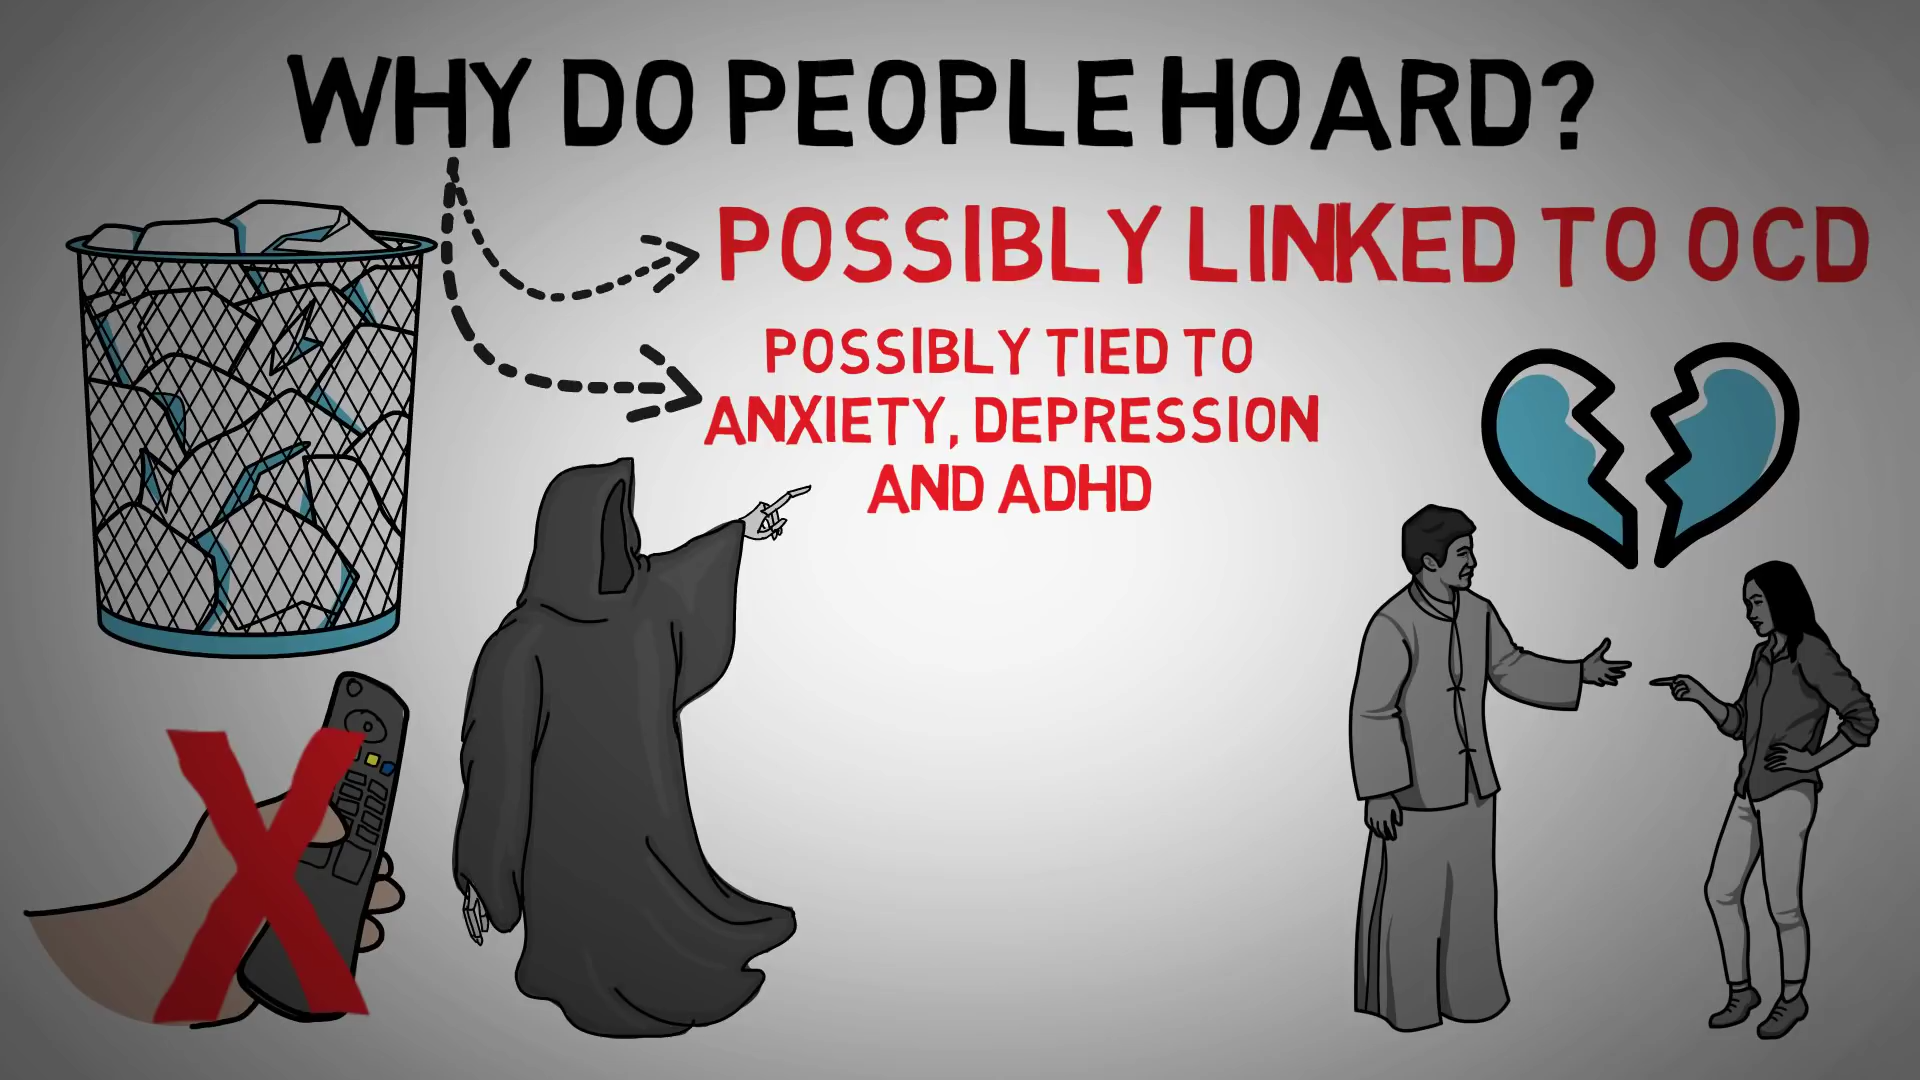 WHY DO PEOPLE HOARD?
POSSIBLY LINKED TO OCD
POSSIBLY TIED TO
ANXIETY, DEPRESSION
AND ADHD